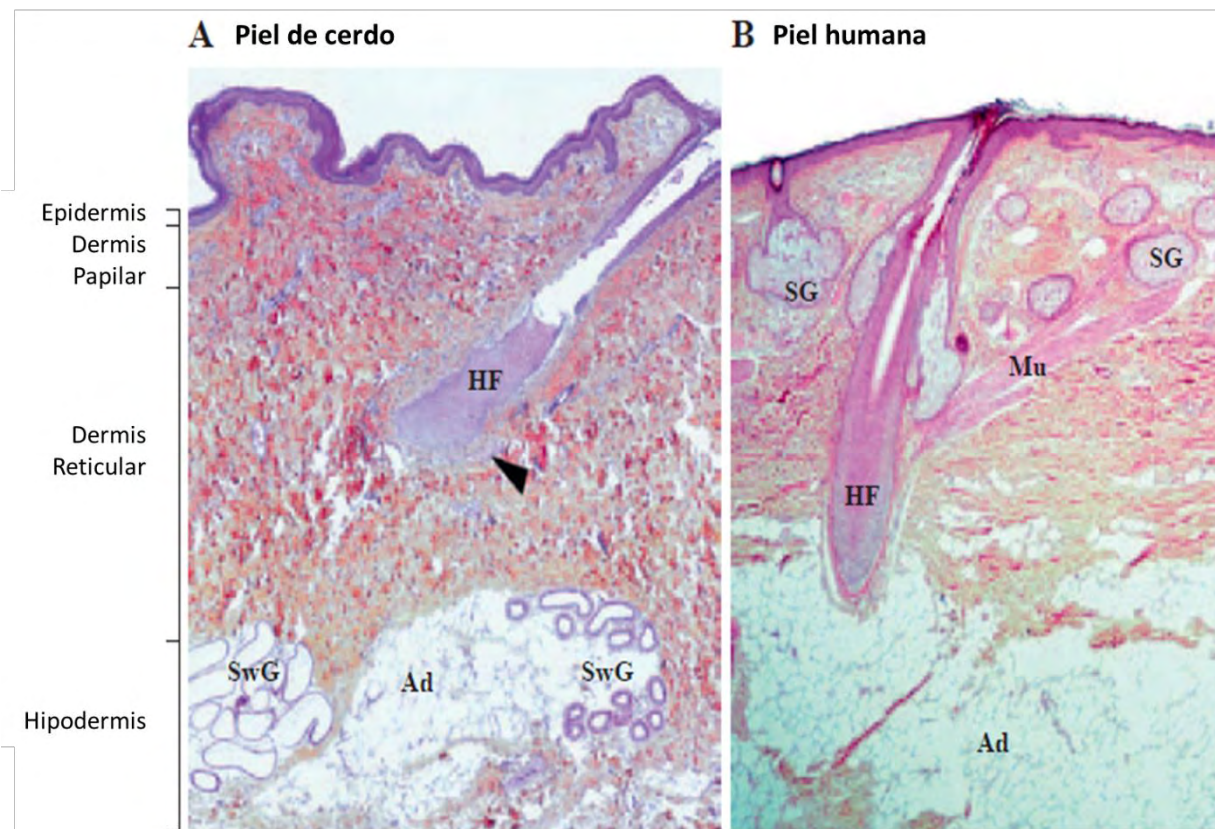 A Piel de cerdo
B Piel humana
Epidermis
Dermis
Papilar
Dermis
Reticular
Hipodermis
HF
SwG
Ad
SwG
SG
SG
Mu
HF
Ad